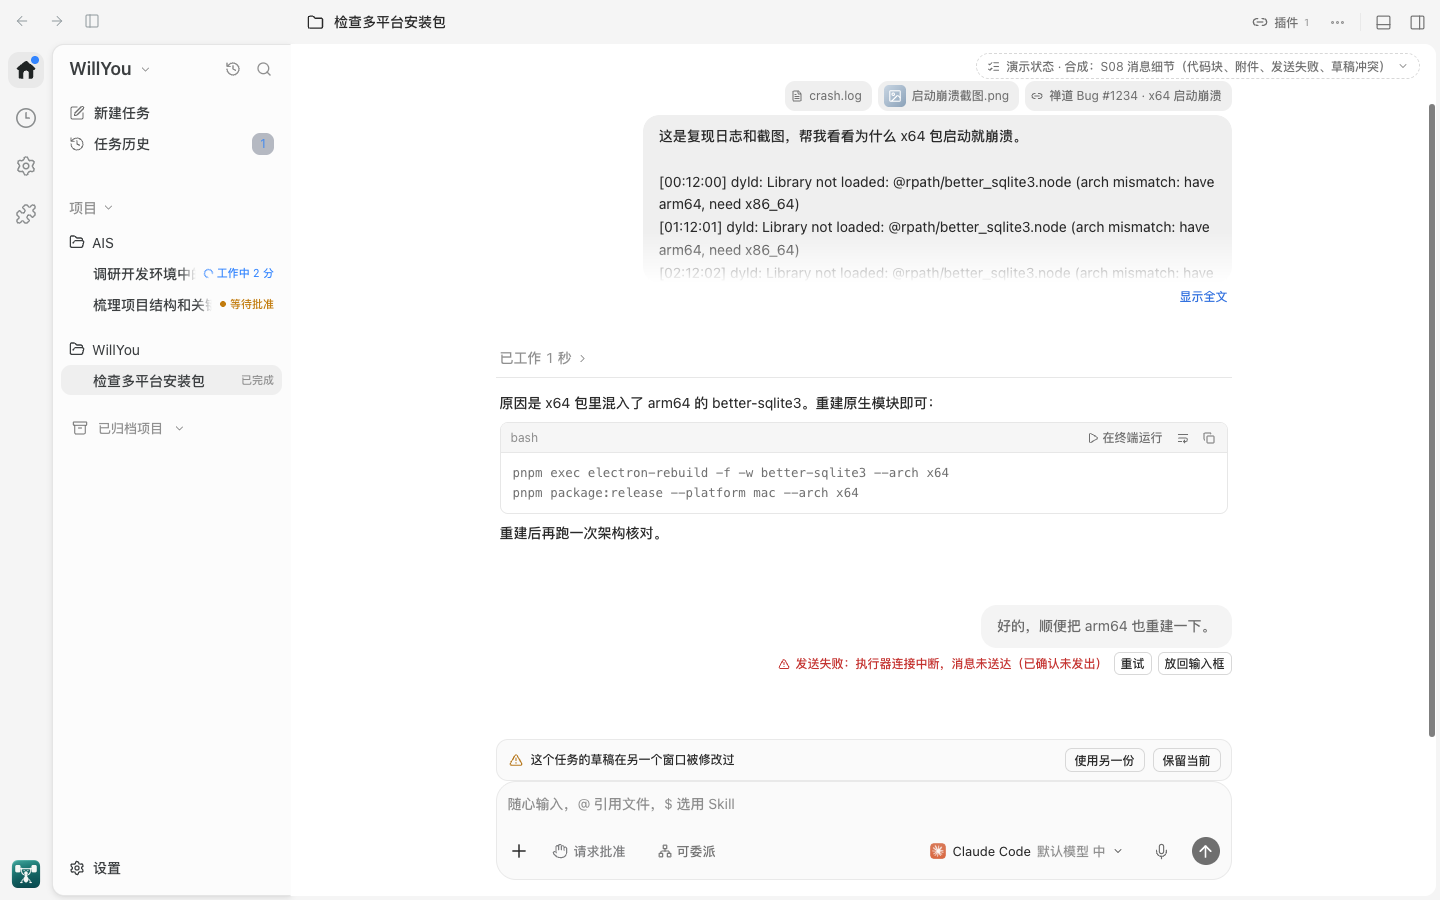 检查多平台安装包
插件 1
WillYou
演示状态 · 合成：S08 消息细节（代码块、附件、发送失败、草稿冲突）
crash.log
启动崩溃截图.png
禅道 Bug #1234 · x64 启动崩溃
新建任务
任务历史
1
项目
AIS
调研开发环境中
工作中 2 分
梳理项目结构和关
等待批准
WillYou
检查多平台安装包
已完成
已归档项目
设置
这是复现日志和截图，帮我看看为什么 x64 包启动就崩溃。
[00:12:00] dyld: Library not loaded: @rpath/better_sqlite3.node (arch mismatch: have
arm64, need x86_64)
[01:12:01] dyld: Library not loaded: @rpath/better_sqlite3.node (arch mismatch: have
arm64, need x86_64)
[02:12:02] dyld: Library not loaded: @rpath/better_sqlite3.node (arch mismatch: have
显示全文
已工作 1 秒
原因是 x64 包里混入了 arm64 的 better-sqlite3。重建原生模块即可：
bash
在终端运行
pnpm exec electron-rebuild -f -w better-sqlite3 --arch x64
pnpm package:release --platform mac --arch x64
重建后再跑一次架构核对。
好的，顺便把 arm64 也重建一下。
发送失败：执行器连接中断，消息未送达（已确认未发出）
重试
放回输入框
这个任务的草稿在另一个窗口被修改过
使用另一份
保留当前
随心输入，@ 引用文件，$ 选用 Skill
请求批准
可委派
Claude Code 默认模型 中